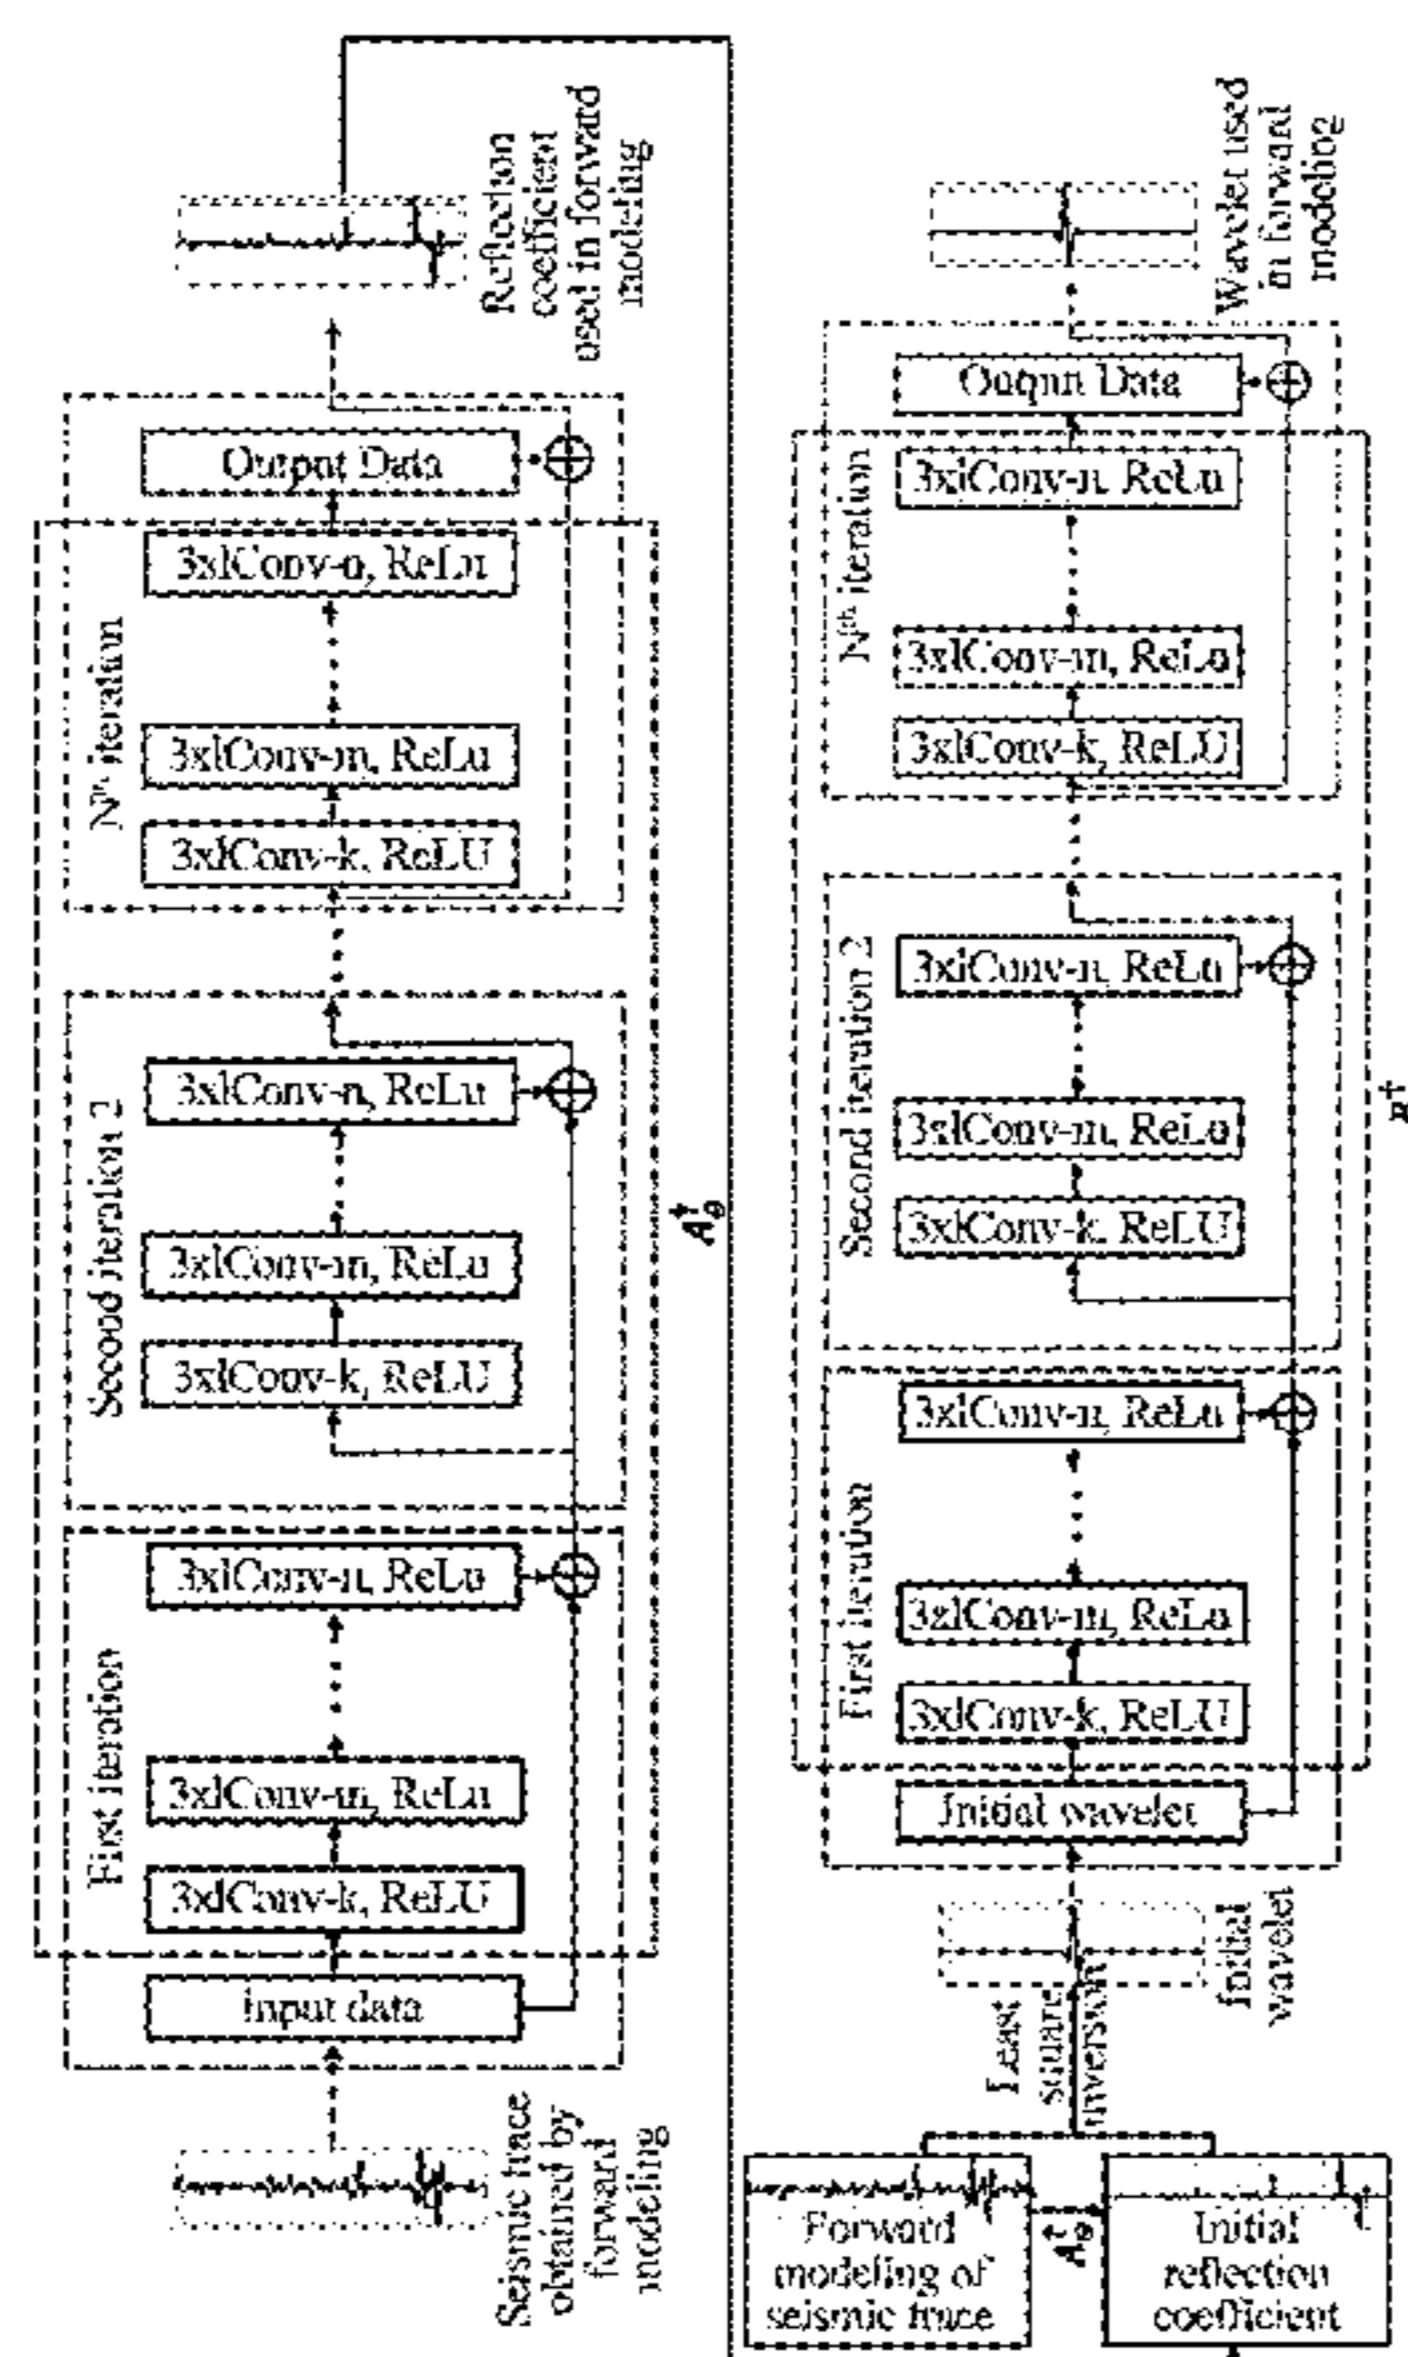 Reflection
coefficient
used in forward
modeling
Output Data
3x1Conv-n, ReLu
Nth iteration
3x1Conv-m, ReLu
3x1Conv-k, ReLU
3x1Conv-n, ReLu
Second iteration 2
3x1Conv-m, ReLu
3x1Conv-k, ReLU
3x1Conv-n, ReLu
First iteration
3x1Conv-m, ReLu
3x1Conv-k, ReLU
Input data
Seismic trace
obtained by
forward
modeling
A†θ
Wavelet used
in forward
modeling
Output Data
3x1Conv-n, ReLu
Nth iteration
3x1Conv-m, ReLu
3x1Conv-k, ReLU
3x1Conv-n, ReLu
Second iteration 2
3x1Conv-m, ReLu
3x1Conv-k, ReLU
3x1Conv-n, ReLu
First iteration
3x1Conv-m, ReLu
3x1Conv-k, ReLU
Initial wavelet
Initial
wavelet
Least
square
inverson
Forward
modeling of
seismic trace
A†θ
Initial
reflection
coefficient